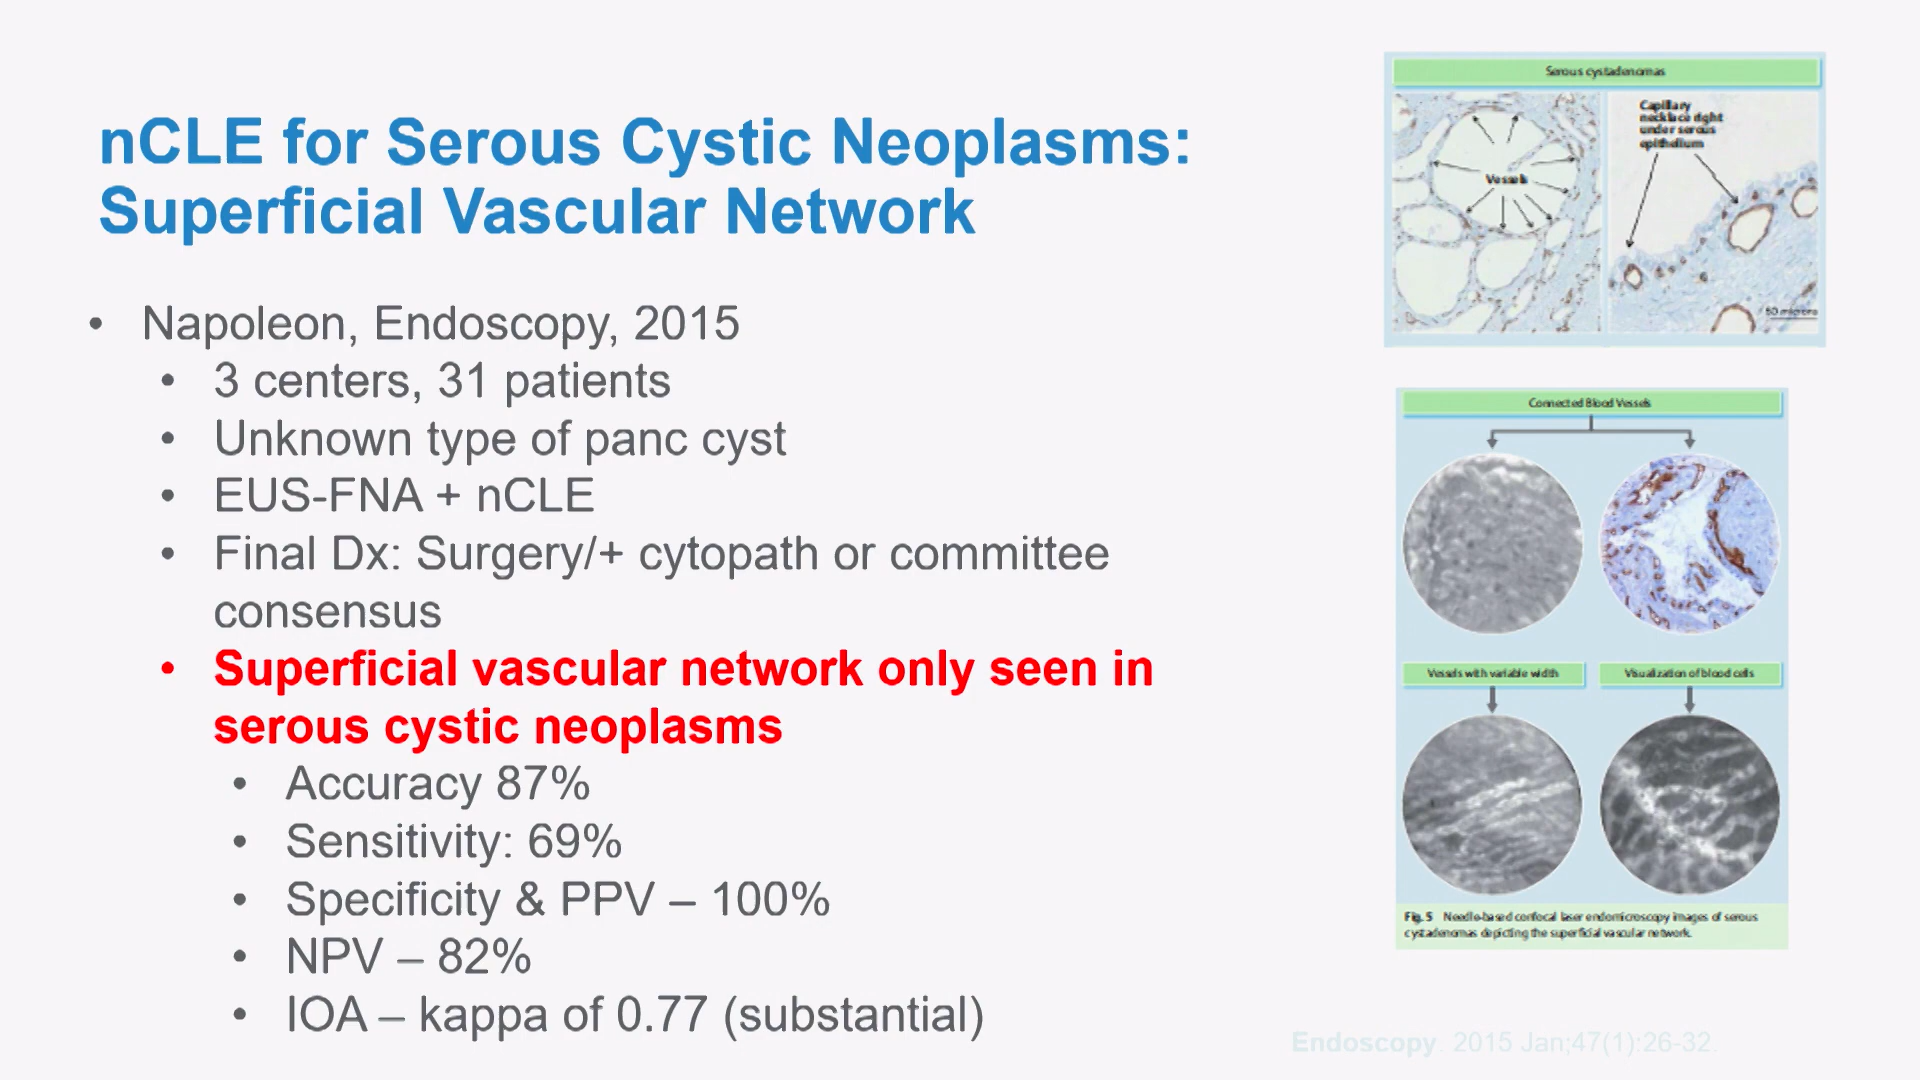 nCLE for Serous Cystic Neoplasms:
Superficial Vascular Network
• Napoleon, Endoscopy, 2015
• 3 centers, 31 patients
• Unknown type of panc cyst
• EUS-FNA + nCLE
• Final Dx: Surgery/+ cytopath or committee
consensus
• Superficial vascular network only seen in
serous cystic neoplasms
• Accuracy 87%
• Sensitivity: 69%
• Specificity & PPV – 100%
• NPV – 82%
• IOA – kappa of 0.77 (substantial)
Serous cystadenomas
Vessels
Capillary
necklace right
under serous
epithelium
50 microns
Connected Blood Vessels
Vessels with variable width
Visualization of blood cells
Fig. 5 Needle-based confocal laser endomicroscopy images of serous
cystadenomas depicting the superficial vascular network.
Endoscopy. 2015 Jan;47(1):26-32.